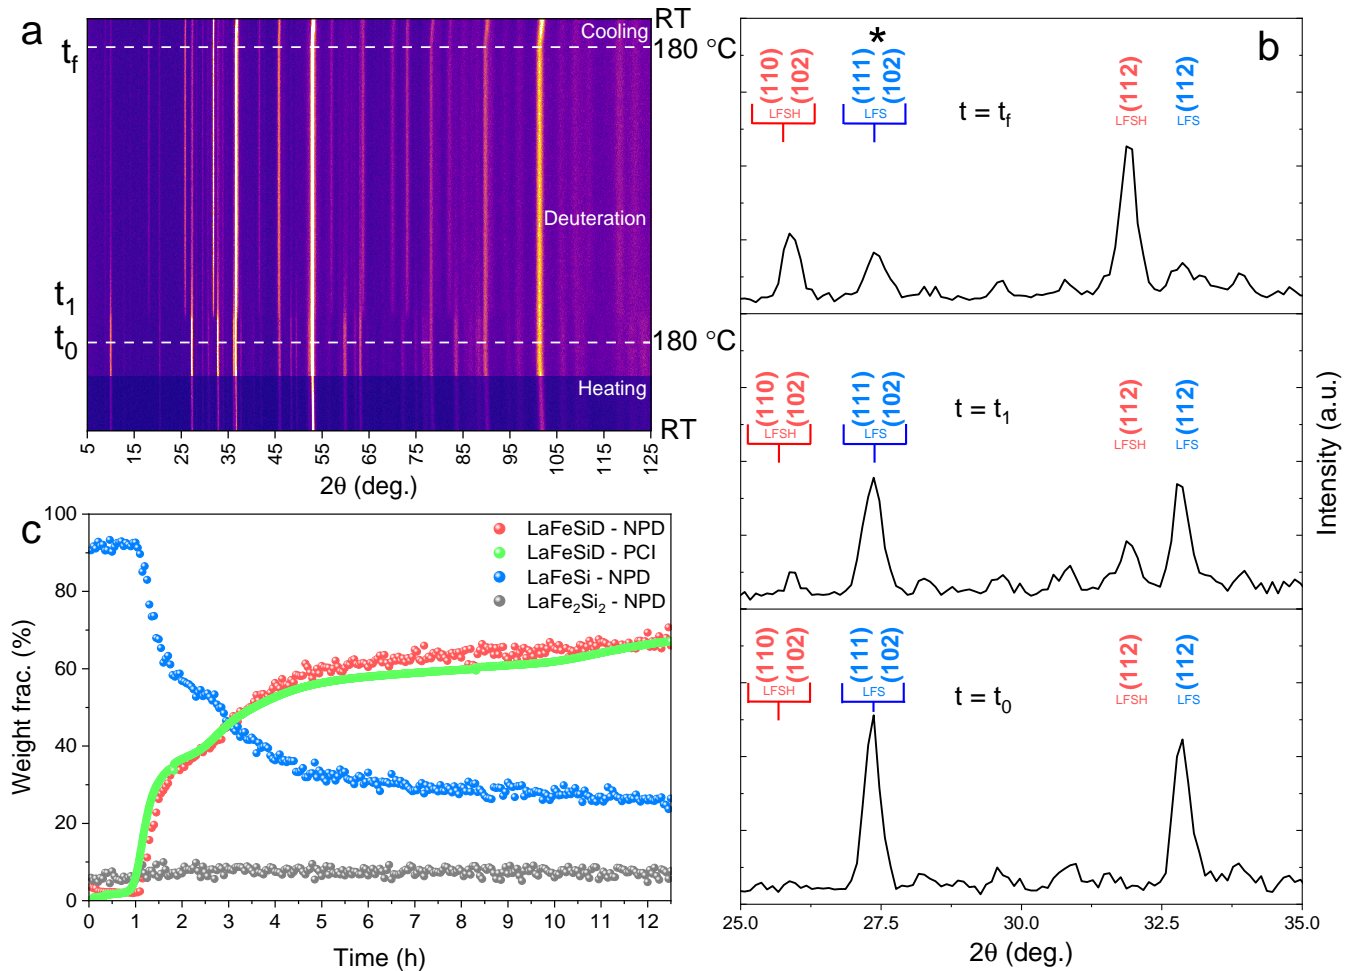 a
RT
Cooling
t_f
180 °C
Deuteration
t_1
t_0
180 °C
Heating
RT
5 15 25 35 45 55 65 75 85 95 105 115 125
2θ (deg.)
b
*
(110) (102) (111) (102) (112) (112)
LFSH LFS LFSH LFS
t = t_f
(110) (102) (111) (102) (112) (112)
LFSH LFS LFSH LFS
t = t_1
(110) (102) (111) (102) (112) (112)
LFSH LFS LFSH LFS
t = t_0
25.0 27.5 30.0 32.5 35.0
2θ (deg.)
Intensity (a.u.)
c
LaFeSiD - NPD
LaFeSiD - PCI
LaFeSi - NPD
LaFe₂Si₂ - NPD
100
80
60
40
20
0
Weight frac. (%)
0 1 2 3 4 5 6 7 8 9 10 11 12
Time (h)